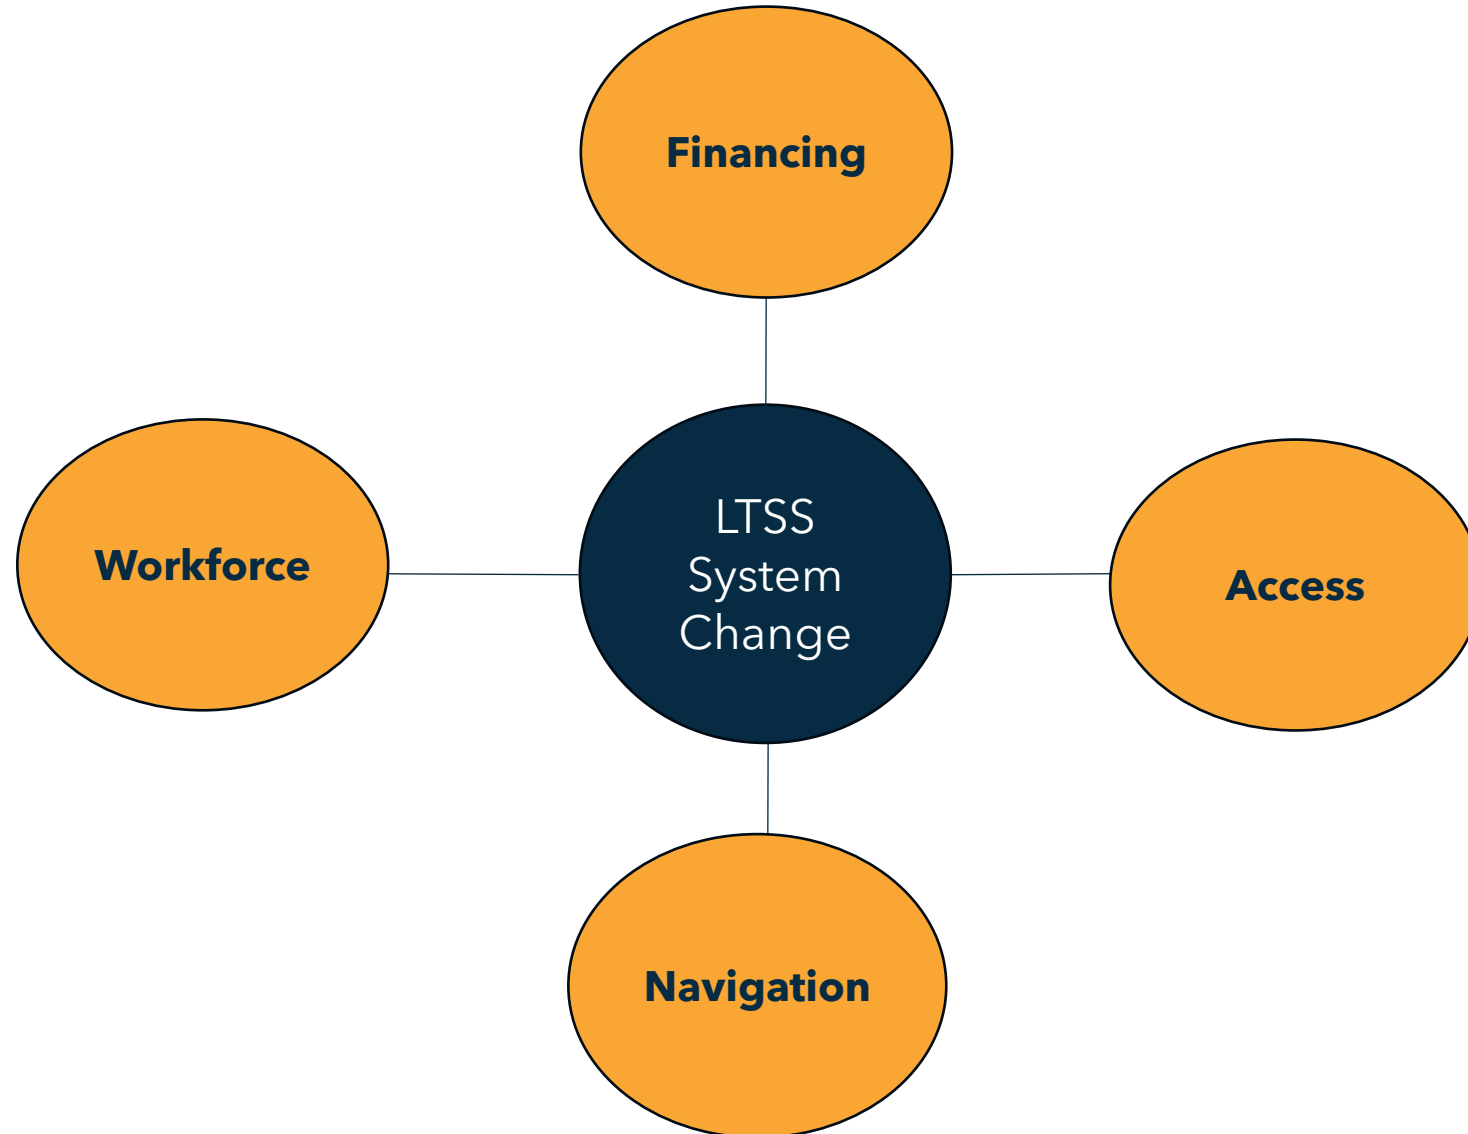 Financing
Workforce
LTSS
System
Change
Access
Navigation